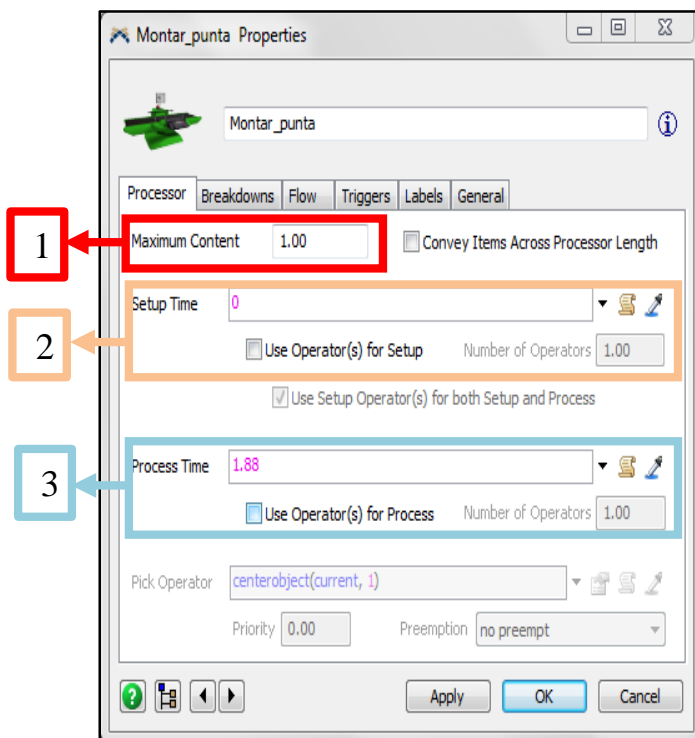 Montar_punta Properties
Montar_punta
Processor Breakdowns Flow Triggers Labels General
1
Maximum Content 1.00 Convey Items Across Processor Length
2
Setup Time 0
Use Operator(s) for Setup Number of Operators 1.00
Use Setup Operator(s) for both Setup and Process
3
Process Time 1.88
Use Operator(s) for Process Number of Operators 1.00
Pick Operator centerobject(current, 1)
Priority 0.00 Preemption no preempt
Apply OK Cancel